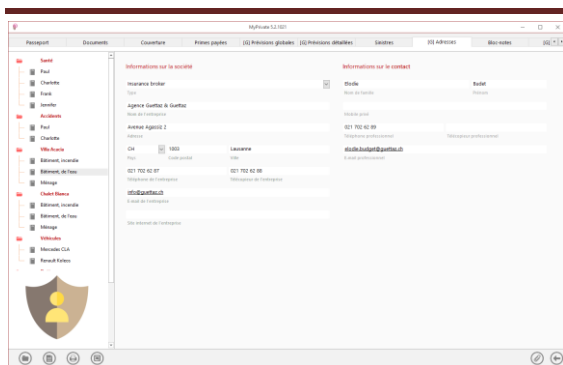 MyPrivate 5.2.1021
Passeport Documents Couverture Primes payées [G] Prévisions globales [G] Prévisions détaillées Sinistres [G] Adresses Bloc-notes [G]
Santé
Paul
Charlotte
Frank
Jennifer
Accidents
Paul
Charlotte
Villa Acacia
Bâtiment, incendie
Bâtiment, de l'eau
Ménage
Chalet Blanca
Bâtiment, incendie
Bâtiment, de l'eau
Ménage
Véhicules
Mercedes CLA
Renault Koleos
Informations sur la société
Insurance broker
Type
Agence Guettaz & Guettaz
Nom de l'entreprise
Avenue Agassiz 2
Adresse
CH 1003 Lausanne
Pays Code postal Ville
021 702 62 87 021 702 62 88
Téléphone de l'entreprise Télécopieur de l'entreprise
info@guettaz.ch
E-mail de l'entreprise
Site internet de l'entreprise
Informations sur le contact
Elodie Budet
Nom de famille Prénom
Mobile privé
021 702 62 89
Téléphone professionnel Télécopieur professionnel
elodie.budget@guettaz.ch
E-mail professionnel